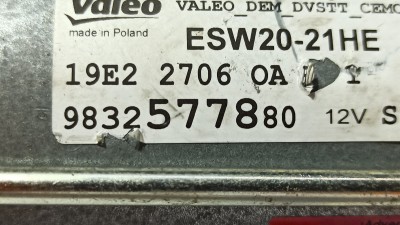 Valeo VALEO_DEM_DVSTT_CEMO
made in Poland ESW20-21HE
19E2 2706 0A Y
9832577880 12V S